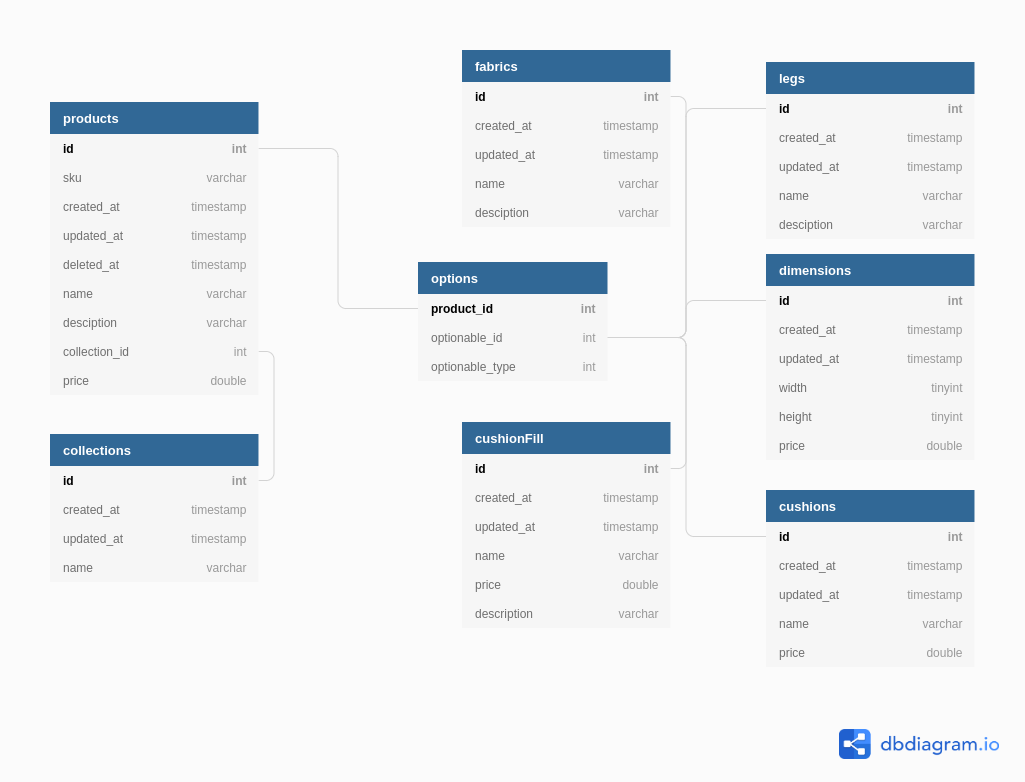 products
id int
sku varchar
created_at timestamp
updated_at timestamp
deleted_at timestamp
name varchar
desciption varchar
collection_id int
price double
collections
id int
created_at timestamp
updated_at timestamp
name varchar
fabrics
id int
created_at timestamp
updated_at timestamp
name varchar
desciption varchar
options
product_id int
optionable_id int
optionable_type int
cushionFill
id int
created_at timestamp
updated_at timestamp
name varchar
price double
description varchar
legs
id int
created_at timestamp
updated_at timestamp
name varchar
desciption varchar
dimensions
id int
created_at timestamp
updated_at timestamp
width tinyint
height tinyint
price double
cushions
id int
created_at timestamp
updated_at timestamp
name varchar
price double
dbdiagram.io